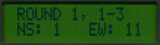 ROUND 1, 1-3
NS: 1 EW: 11